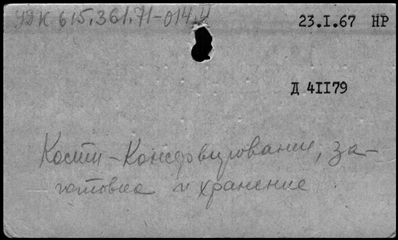 УДК 615.361.71-014.4
23.I.67 НР
Д 41179
Кости-Консервирование, за-
готовка и хранение.